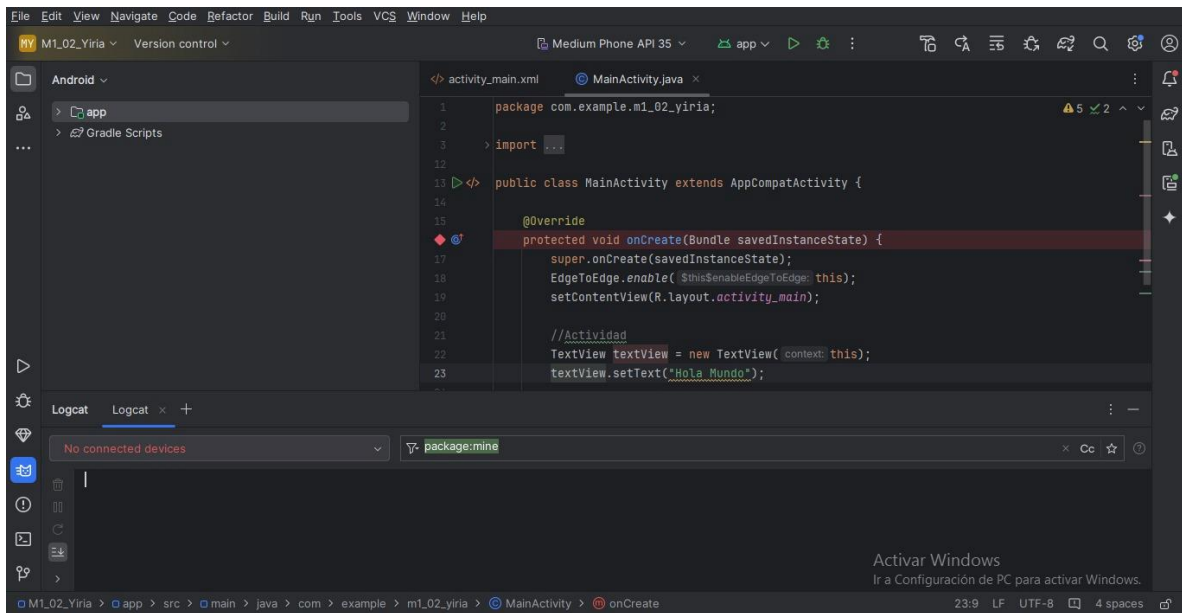 File Edit View Navigate Code Refactor Build Run Tools VCS Window Help
MY M1_02_Yiria Version control Medium Phone API 35 app
Android
app
Gradle Scripts
activity_main.xml MainActivity.java
1 package com.example.m1_02_yiria; 5 2
2
3 import ...
12
13 public class MainActivity extends AppCompatActivity {
14
15 @Override
protected void onCreate(Bundle savedInstanceState) {
17 super.onCreate(savedInstanceState);
18 EdgeToEdge.enable( $this$enableEdgeToEdge: this);
19 setContentView(R.layout.activity_main);
20
21 //Actividad
22 TextView textView = new TextView( context: this);
23 textView.setText("Hola Mundo");
Logcat Logcat
No connected devices package:mine Cc
Activar Windows
Ir a Configuración de PC para activar Windows.
M1_02_Yiria > app > src > main > java > com > example > m1_02_yiria > MainActivity > onCreate 23:9 LF UTF-8 4 spaces